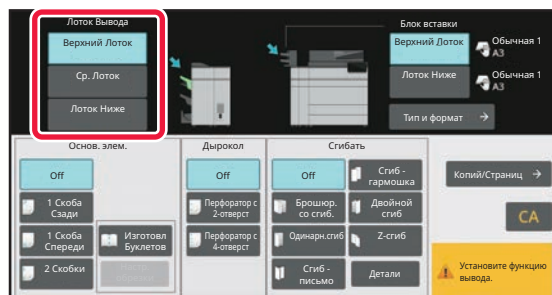 Лоток Вывода
Верхний Лоток
Ср. Лоток
Лоток Ниже
Блок вставки
Верхний Лоток
Обычная 1
A3
Лоток Ниже
Обычная 1
A3
Тип и формат
Основ. элем.
Off
1 Скоба
Сзади
1 Скоба
Спереди
2 Скобки
Изготовл
Буклетов
Дырокол
Off
Перфоратор с
2-отверст
Перфоратор с
4-отверст
Сгибать
Off
Сгиб -
гармошка
Брошюр.
со сгиб.
Двойной
сгиб
Одинарн.сгиб
Z-сгиб
Сгиб -
письмо
Детали
Копий/Страниц
CA
Установите функцию
вывода.